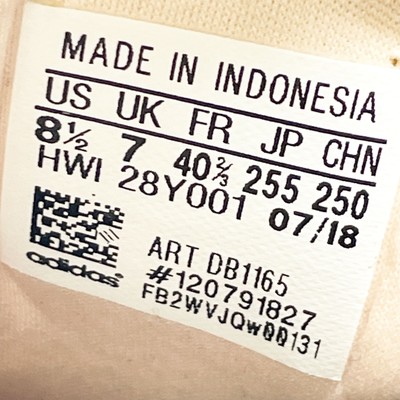 MADE IN INDONESIA
US UK FR JP CHN
8½ 7 40⅔ 255 250
HWI 28Y001 07/18
ART DB1165
#120791827
adidas FB2WVJQW00131